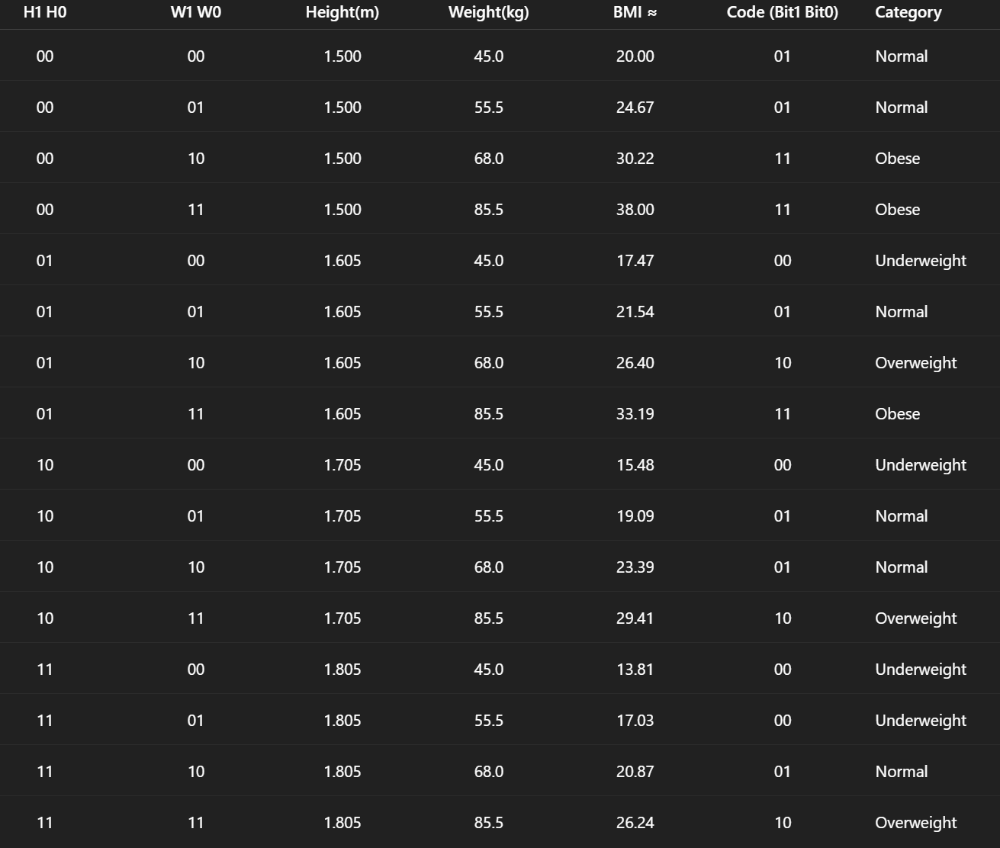 H1 H0 W1 W0 Height(m) Weight(kg) BMI ≈ Code (Bit1 Bit0) Category
00 00 1.500 45.0 20.00 01 Normal
00 01 1.500 55.5 24.67 01 Normal
00 10 1.500 68.0 30.22 11 Obese
00 11 1.500 85.5 38.00 11 Obese
01 00 1.605 45.0 17.47 00 Underweight
01 01 1.605 55.5 21.54 01 Normal
01 10 1.605 68.0 26.40 10 Overweight
01 11 1.605 85.5 33.19 11 Obese
10 00 1.705 45.0 15.48 00 Underweight
10 01 1.705 55.5 19.09 01 Normal
10 10 1.705 68.0 23.39 01 Normal
10 11 1.705 85.5 29.41 10 Overweight
11 00 1.805 45.0 13.81 00 Underweight
11 01 1.805 55.5 17.03 00 Underweight
11 10 1.805 68.0 20.87 01 Normal
11 11 1.805 85.5 26.24 10 Overweight